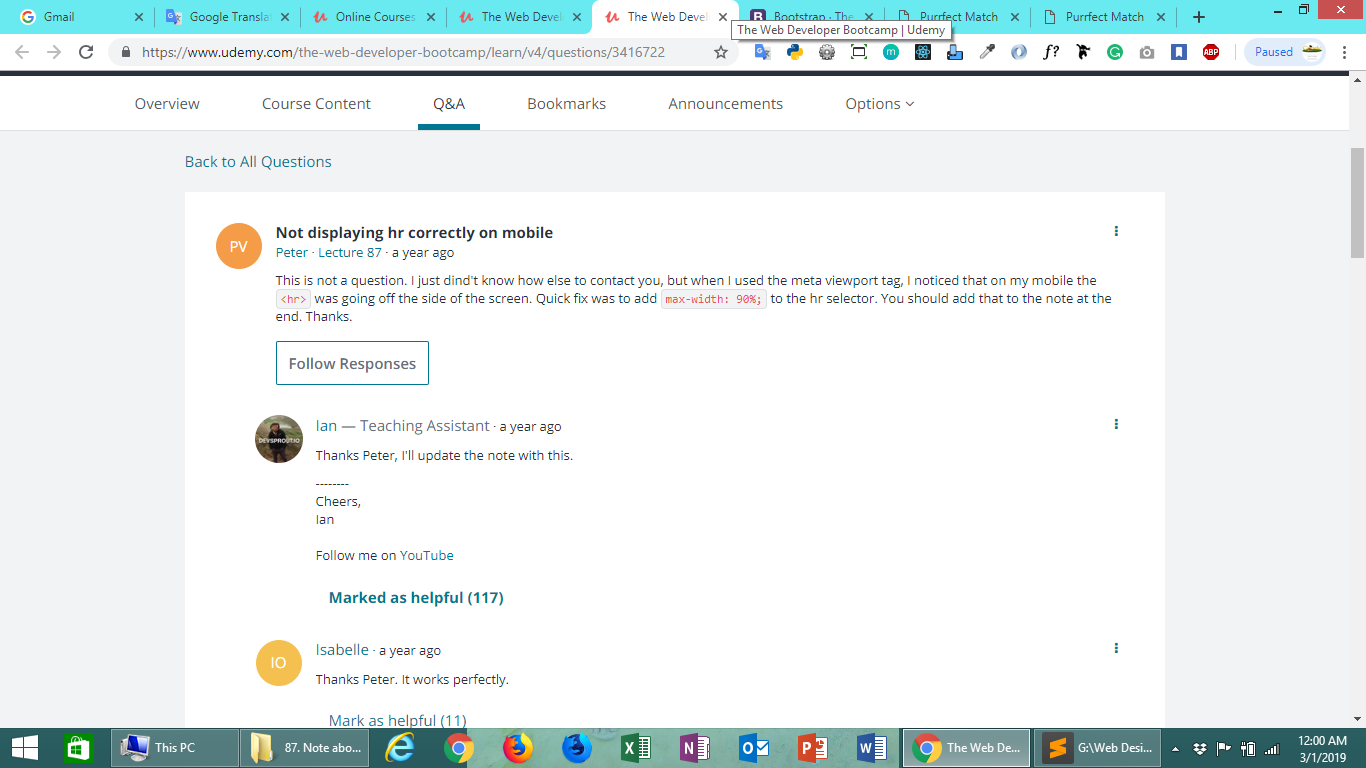 Gmail
Google Transla
Online Courses
The Web Devel
The Web Devel
Bootstrap · The
Purrfect Match
Purrfect Match
The Web Developer Bootcamp | Udemy
https://www.udemy.com/the-web-developer-bootcamp/learn/v4/questions/3416722
m
f?
ABP
Paused
Overview
Course Content
Q&A
Bookmarks
Announcements
Options
Back to All Questions
PV
Not displaying hr correctly on mobile
Peter · Lecture 87 · a year ago
This is not a question. I just dind't know how else to contact you, but when I used the meta viewport tag, I noticed that on my mobile the
<hr> was going off the side of the screen. Quick fix was to add max-width: 90%; to the hr selector. You should add that to the note at the
end. Thanks.
Follow Responses
DEVSPROUT.IO
Ian — Teaching Assistant · a year ago
Thanks Peter, I'll update the note with this.
--------
Cheers,
Ian
Follow me on YouTube
Marked as helpful (117)
IO
Isabelle · a year ago
Thanks Peter. It works perfectly.
Mark as helpful (11)
This PC
87. Note abo...
The Web De...
G:\Web Desi...
12:00 AM
3/1/2019